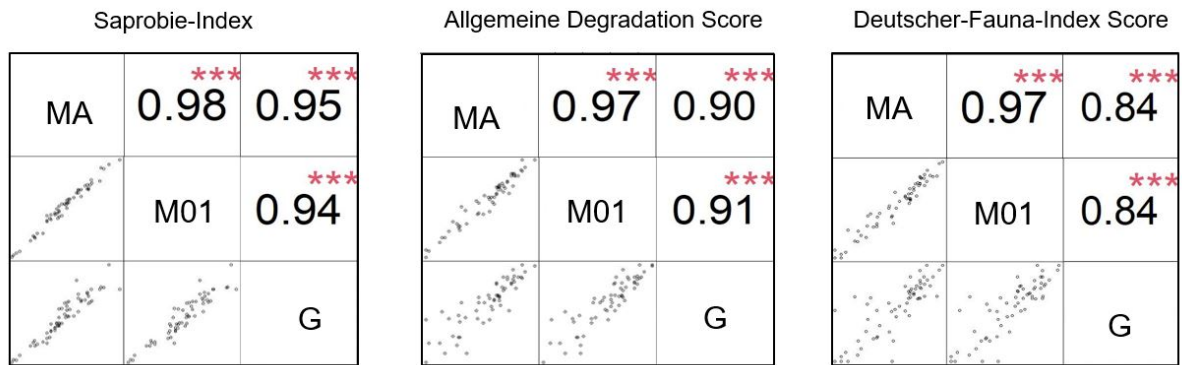 Saprobie-Index
MA
0.98 ***
0.95 ***
M01
0.94 ***
G
Allgemeine Degradation Score
MA
0.97 ***
0.90 ***
M01
0.91 ***
G
Deutscher-Fauna-Index Score
MA
0.97 ***
0.84 ***
M01
0.84 ***
G